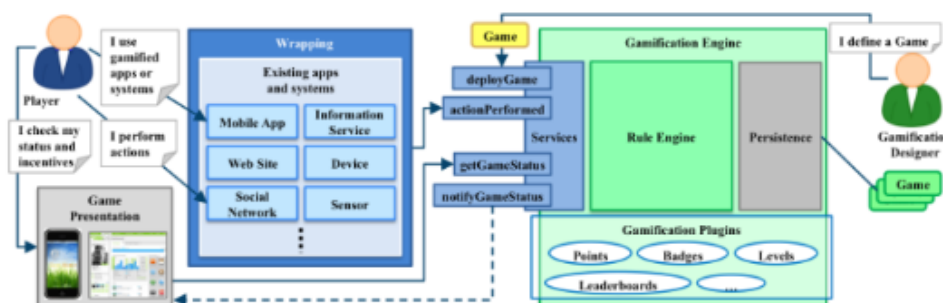 I use
gamified
apps or
systems
Player
I check my
status and
incentives
I perform
actions
Game
Presentation
Wrapping
Existing apps
and systems
Mobile App
Information
Service
Web Site
Device
Social
Network
Sensor
Game
deployGame
actionPerformed
getGameStatus
notifyGameStatus
Services
Gamification Engine
Rule Engine
Persistence
Gamification Plugins
Points
Badges
Levels
Leaderboards
...
I define a Game
Gamification
Designer
Game